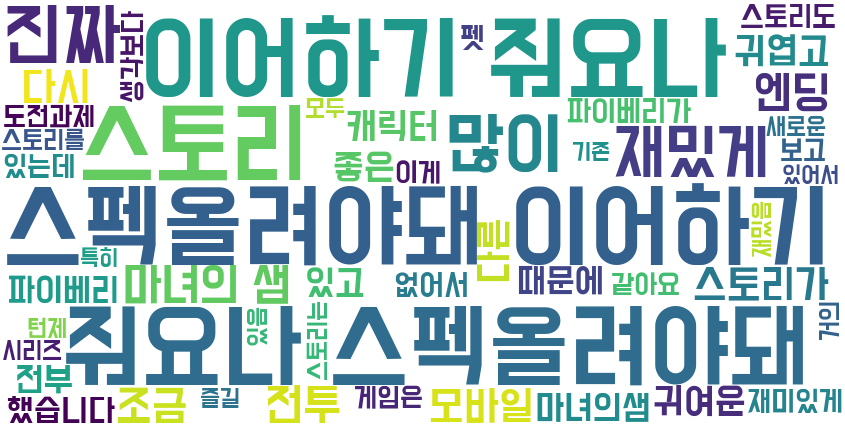 진짜 생각보다 이어하기 펫 줘요나 스토리도
다시 모두 귀엽고 엔딩
도전과제 스토리 캐릭터 많이 파이베리가 새로운
스토리를 좋은 이게 기존 재밌게 보고
있는데 있어서
스펙올려야돼 다른 이어하기 재밌음
특히
파이베리 마녀의 샘 있고 없어서 때문에 같아요 스토리가
턴제 줘요나 있음 스토리는 스펙올려야돼 거의
시리즈
전부 즐길
했습니다 조금 전투 게임은 모바일 마녀의샘 귀여운 재미있게